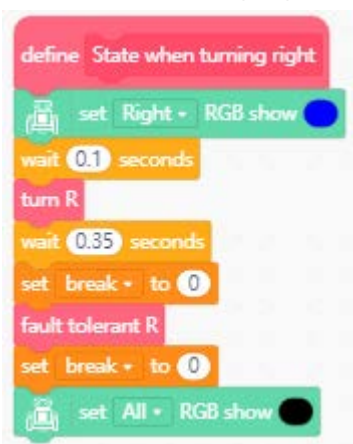 define State when turning right
set Right RGB show
wait 0.1 seconds
turn R
wait 0.35 seconds
set break to 0
fault tolerant R
set break to 0
set All RGB show